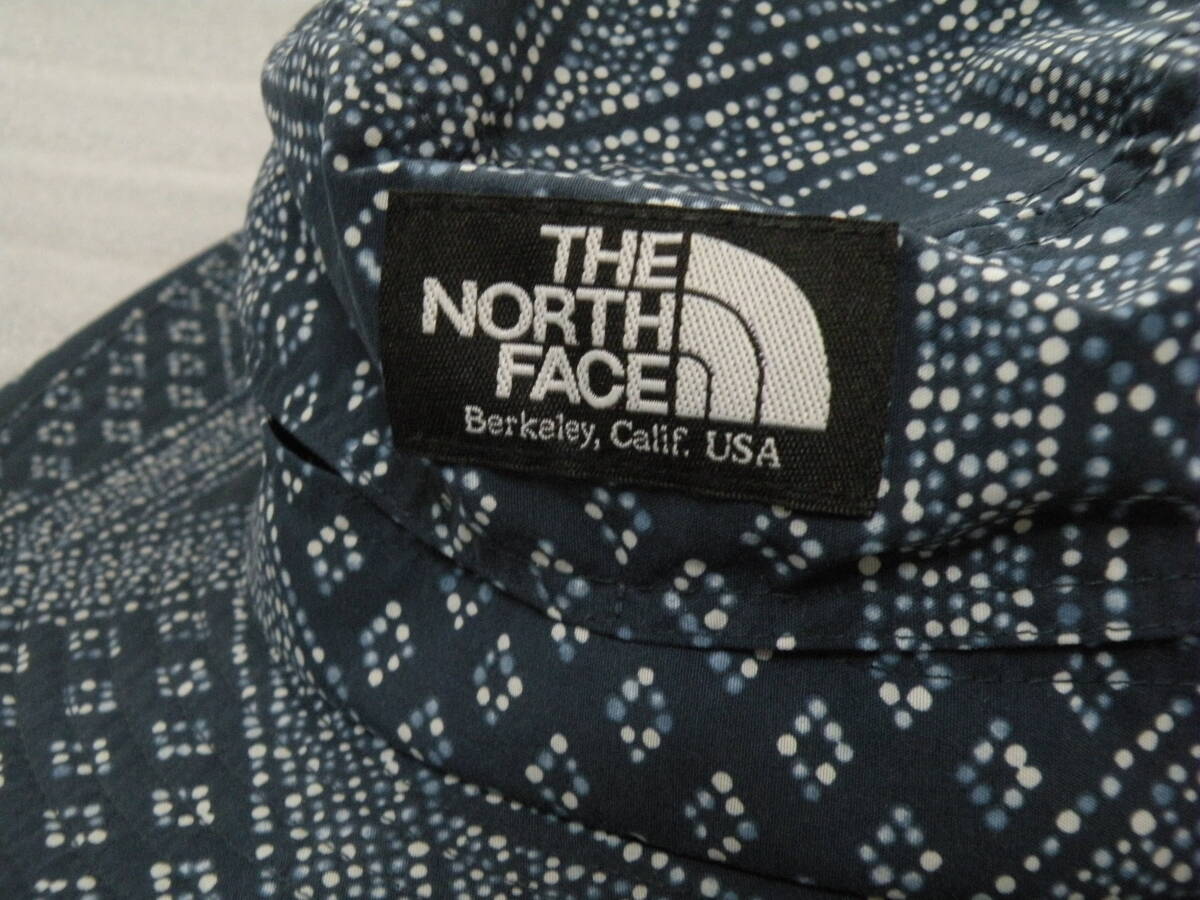 THE
NORTH
FACE
Berkeley, Calif. USA